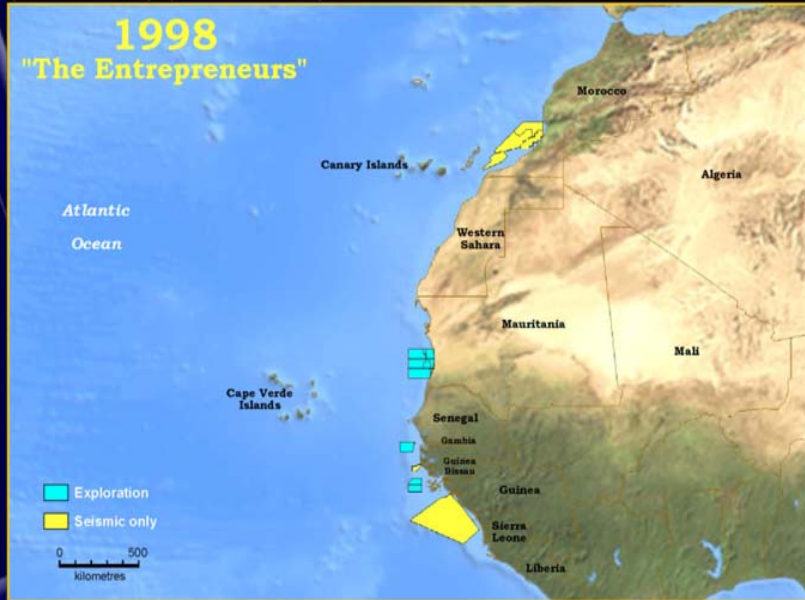 1998
"The Entrepreneurs"
Morocco
Canary Islands
Algeria
Atlantic
Ocean
Western
Sahara
Mauritania
Mali
Cape Verde
Islands
Senegal
Gambia
Guinea
Bissau
Guinea
Exploration
Seismic only
Sierra
Leone
0 500
kilometres
Liberia